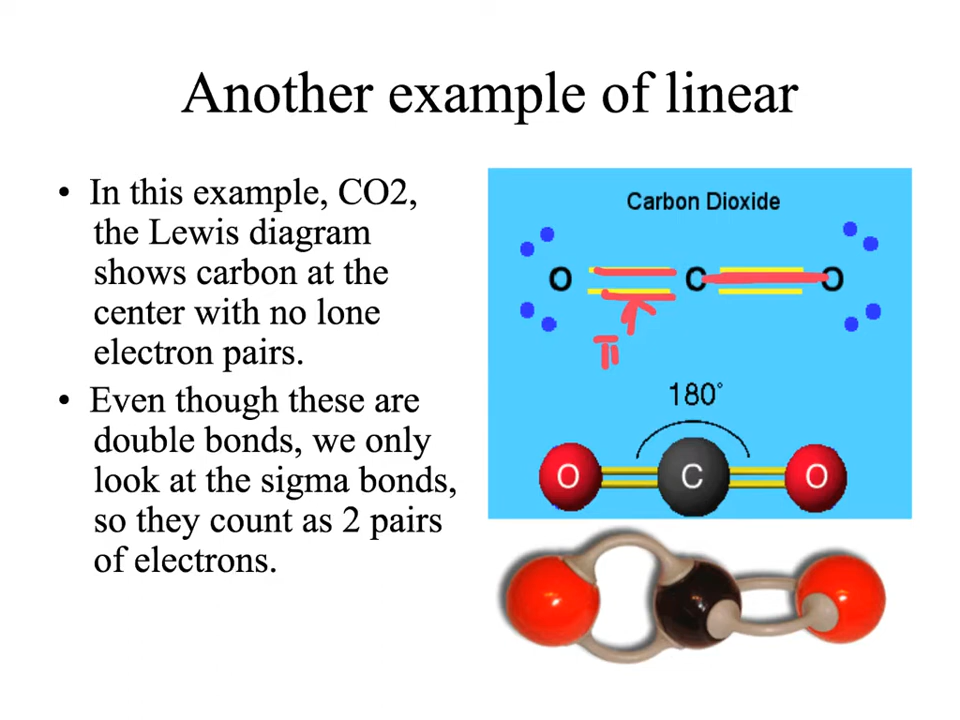 Another example of linear
• In this example, CO2,
the Lewis diagram
shows carbon at the
center with no lone
electron pairs.
• Even though these are
double bonds, we only
look at the sigma bonds,
so they count as 2 pairs
of electrons.
Carbon Dioxide
O C O
π
180°
O C O